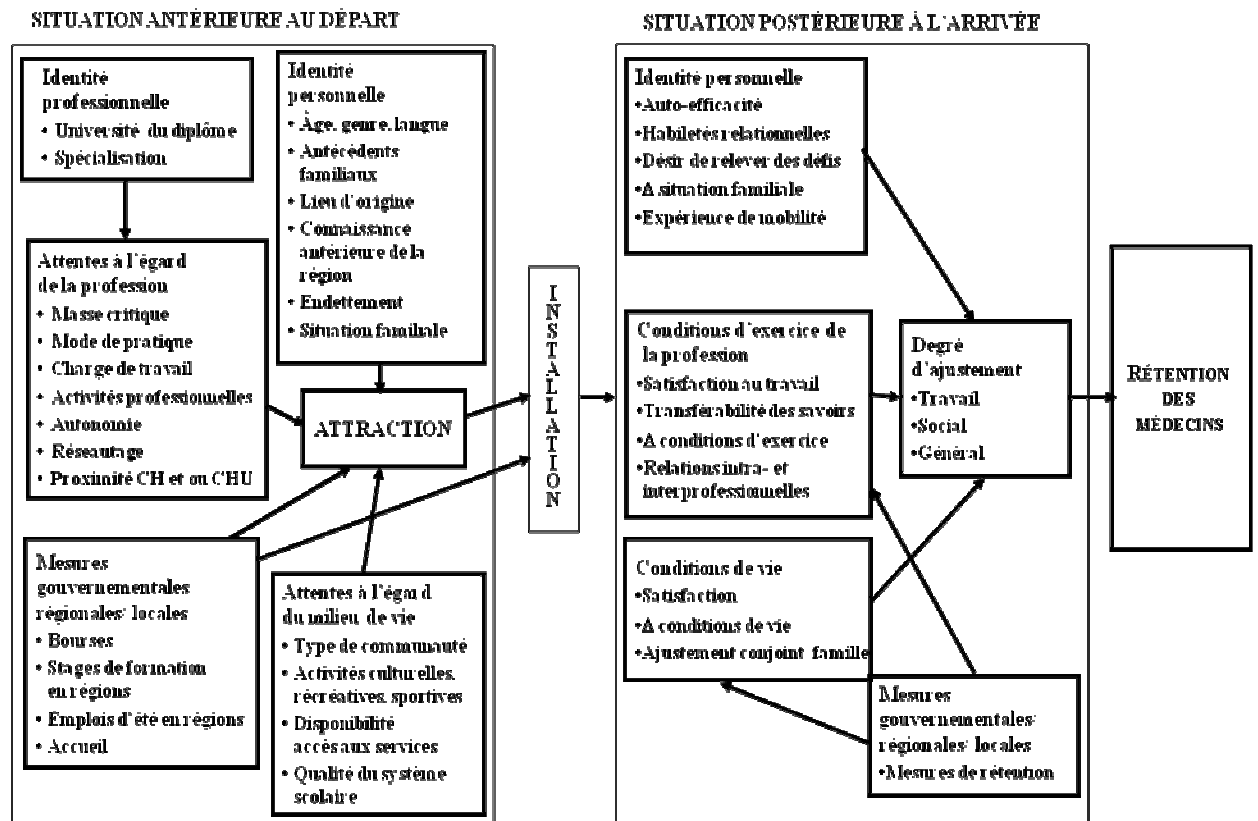 SITUATION ANTÉRIEURE AU DÉPART
Identité
professionnelle
• Université du diplôme
• Spécialisation
Identité
personnelle
• Âge, genre, langue
• Antécédents
familiaux
• Lieu d'origine
• Connaissance
antérieure de la
région
• Endettement
• Situation familiale
Attentes à l'égard
de la profession
• Masse critique
• Mode de pratique
• Charge de travail
• Activités professionnelles
• Autonomie
• Réseautage
• Proximité CH et ou CHU
ATTRACTION
Mesures
gouvernementales
régionales/ locales
• Bourses
• Stages de formation
en régions
• Emplois d'été en régions
• Accueil
Attentes à l'égard
du milieu de vie
• Type de communauté
• Activités culturelles,
récréatives, sportives
• Disponibilité
accès aux services
• Qualité du système
scolaire
INSTALLATION
SITUATION POSTÉRIEURE À L'ARRIVÉE
Identité personnelle
•Auto-efficacité
•Habiletés relationnelles
•Désir de relever des défis
•Δ situation familiale
•Expérience de mobilité
Conditions d'exercice de
la profession
•Satisfaction au travail
•Transférabilité des savoirs
•Δ conditions d'exercice
•Relations intra- et
interprofessionnelles
Conditions de vie
•Satisfaction
•Δ conditions de vie
•Ajustement conjoint famille
Mesures
gouvernementales/
régionales/ locales
•Mesures de rétention
Degré
d'ajustement
•Travail
•Social
•Général
RÉTENTION
DES
MÉDECINS